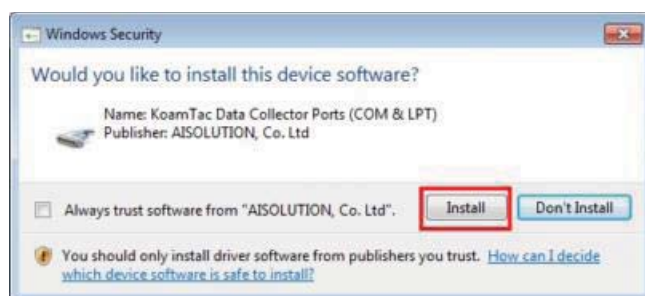 Windows Security
Would you like to install this device software?
Name: KoamTac Data Collector Ports (COM & LPT)
Publisher: AISOLUTION, Co. Ltd
Always trust software from "AISOLUTION, Co. Ltd".
Install
Don't Install
You should only install driver software from publishers you trust. How can I decide
which device software is safe to install?